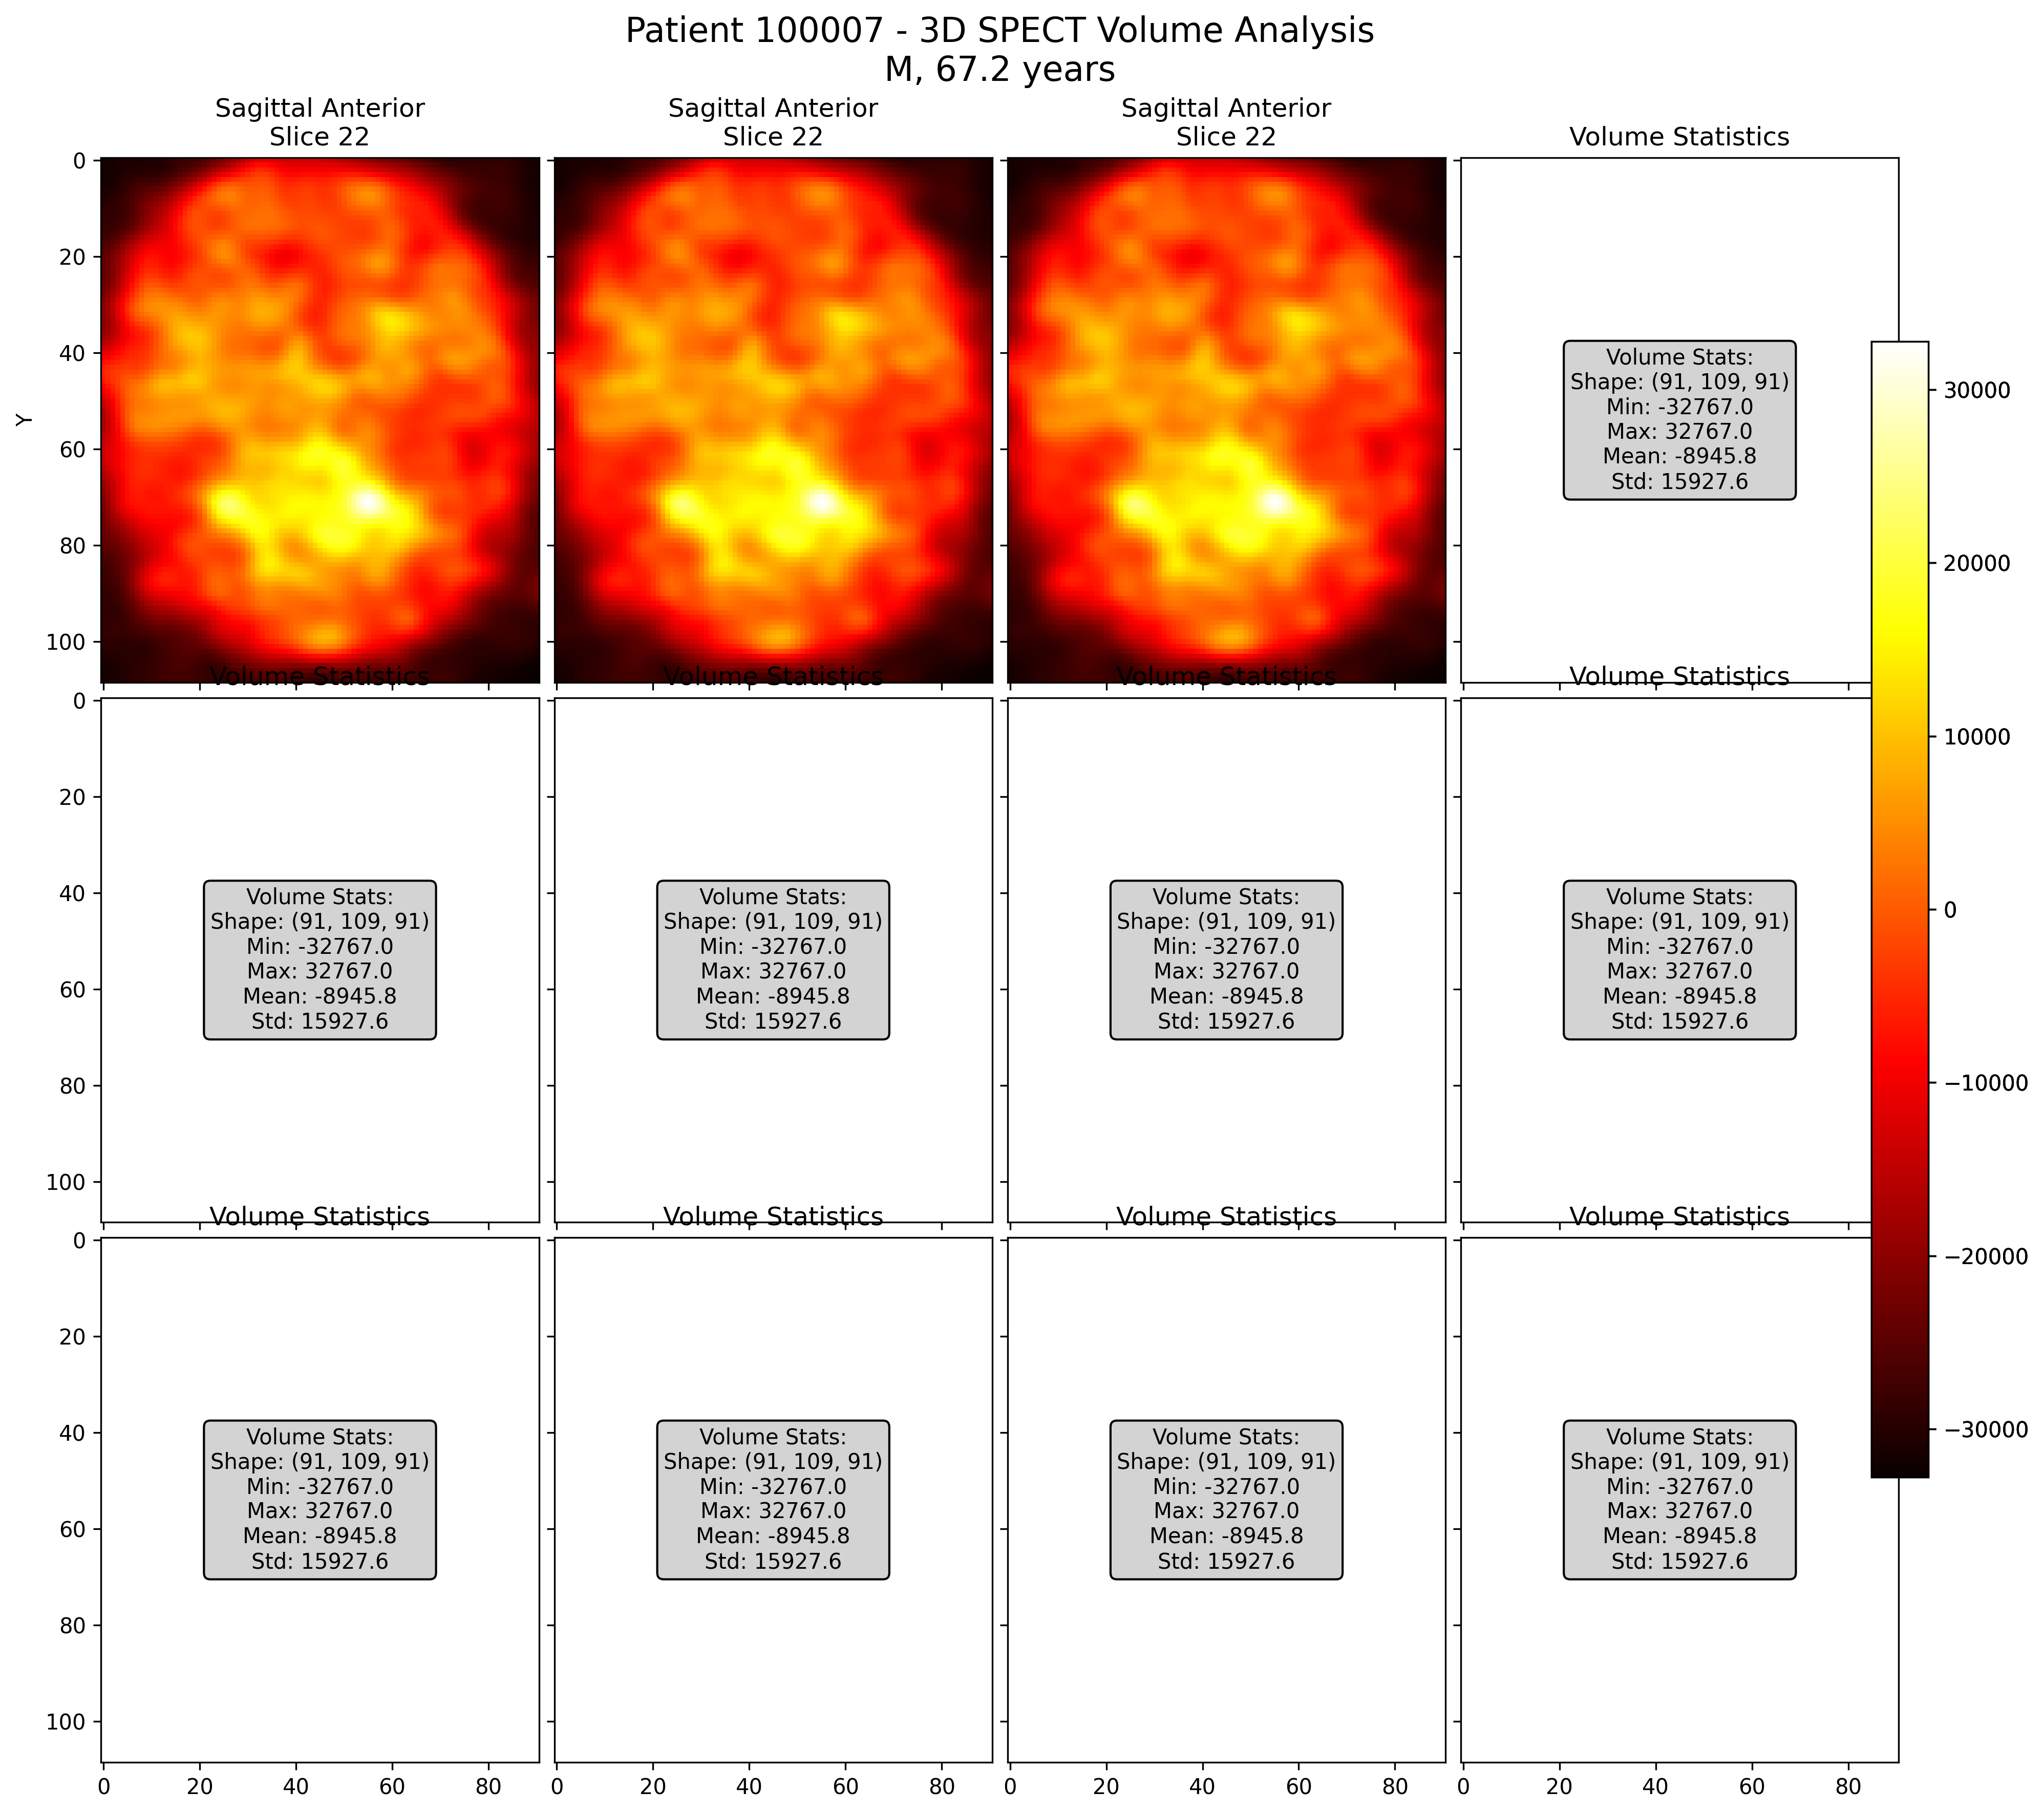 Patient 100007 - 3D SPECT Volume Analysis
M, 67.2 years
Sagittal Anterior
Slice 22
Sagittal Anterior
Slice 22
Sagittal Anterior
Slice 22
Volume Statistics
0
20
40
60
80
100
Y
Volume Stats:
Shape: (91, 109, 91)
Min: -32767.0
Max: 32767.0
Mean: -8945.8
Std: 15927.6
30000
20000
10000
0
−10000
−20000
−30000
Volume Statistics
Volume Statistics
Volume Statistics
Volume Statistics
0
20
40
60
80
100
Volume Stats:
Shape: (91, 109, 91)
Min: -32767.0
Max: 32767.0
Mean: -8945.8
Std: 15927.6
Volume Stats:
Shape: (91, 109, 91)
Min: -32767.0
Max: 32767.0
Mean: -8945.8
Std: 15927.6
Volume Stats:
Shape: (91, 109, 91)
Min: -32767.0
Max: 32767.0
Mean: -8945.8
Std: 15927.6
Volume Stats:
Shape: (91, 109, 91)
Min: -32767.0
Max: 32767.0
Mean: -8945.8
Std: 15927.6
Volume Statistics
Volume Statistics
Volume Statistics
Volume Statistics
0
20
40
60
80
100
Volume Stats:
Shape: (91, 109, 91)
Min: -32767.0
Max: 32767.0
Mean: -8945.8
Std: 15927.6
Volume Stats:
Shape: (91, 109, 91)
Min: -32767.0
Max: 32767.0
Mean: -8945.8
Std: 15927.6
Volume Stats:
Shape: (91, 109, 91)
Min: -32767.0
Max: 32767.0
Mean: -8945.8
Std: 15927.6
Volume Stats:
Shape: (91, 109, 91)
Min: -32767.0
Max: 32767.0
Mean: -8945.8
Std: 15927.6
0 20 40 60 80
0 20 40 60 80
0 20 40 60 80
0 20 40 60 80